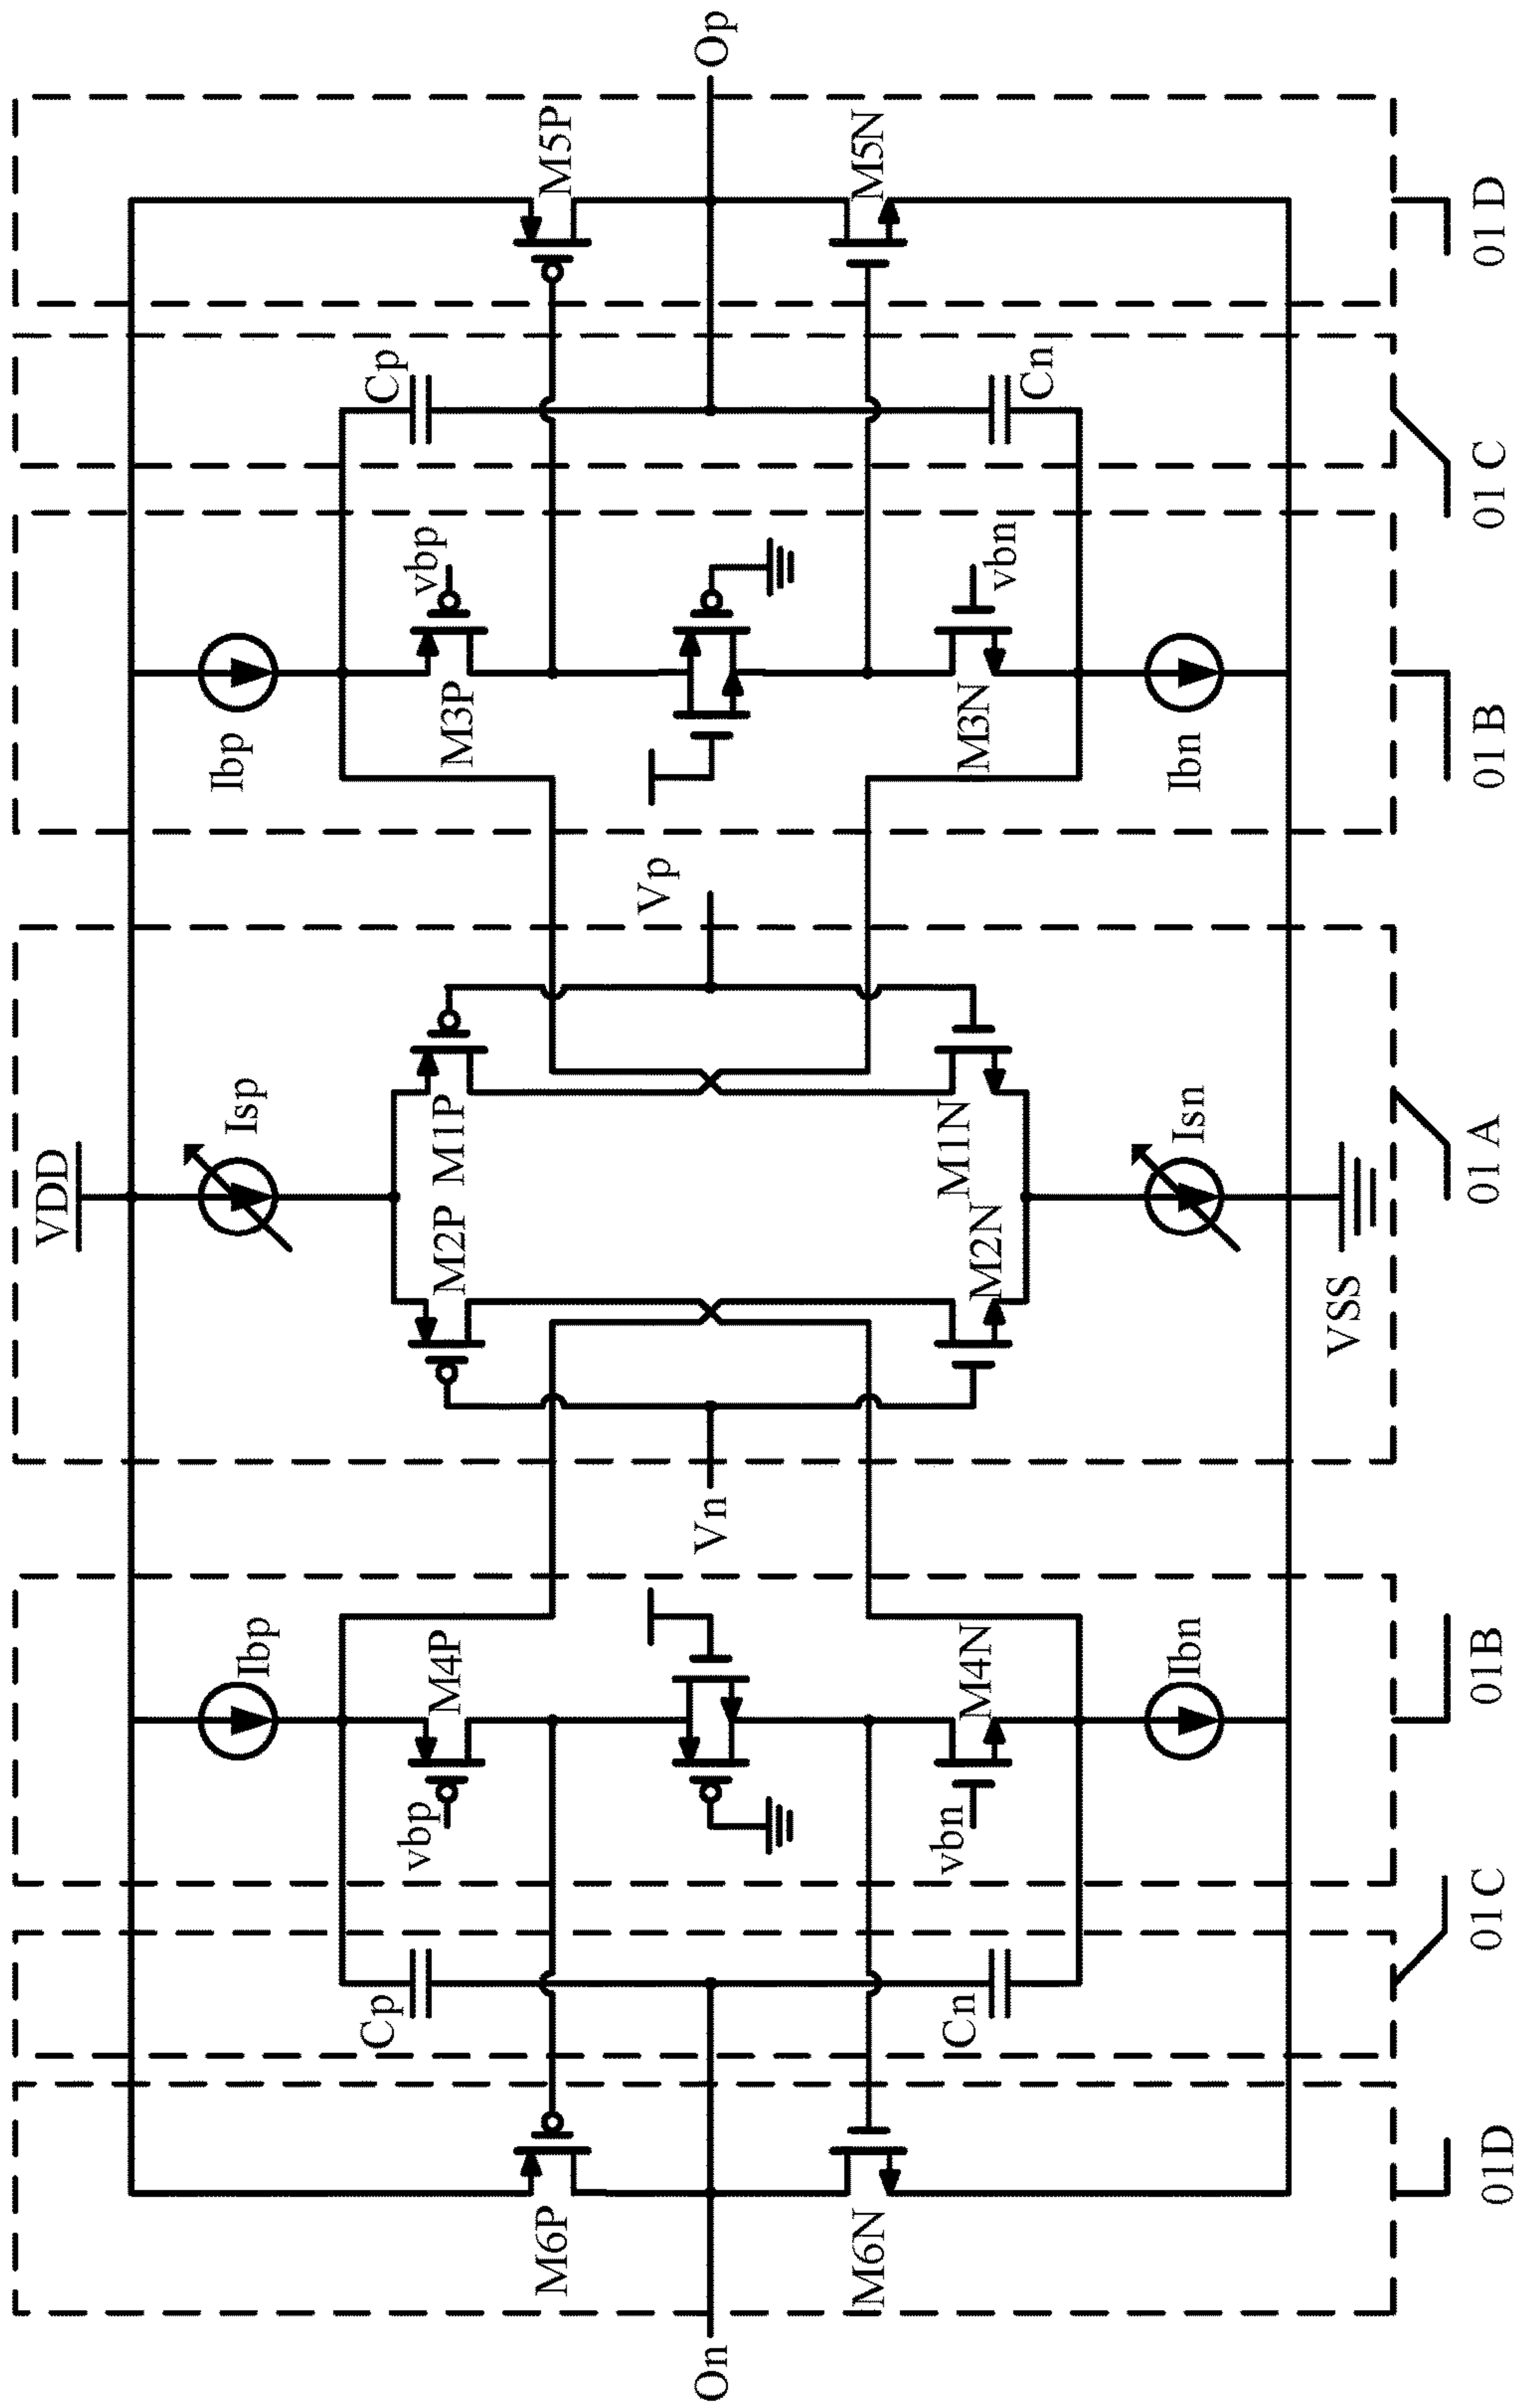 Op
M5P
M5N
01 D
Cp
Cn
01 C
vbp
vbn
M3P
M3N
Ibp
Ibn
01 B
Vp
VDD
Isp
M1P
M2P
M1N
M2N
Isn
VSS
01 A
Vn
Ibp
M4P
M4N
Ibn
vbp
vbn
01B
Cp
Cn
01C
M6P
M6N
01D
On